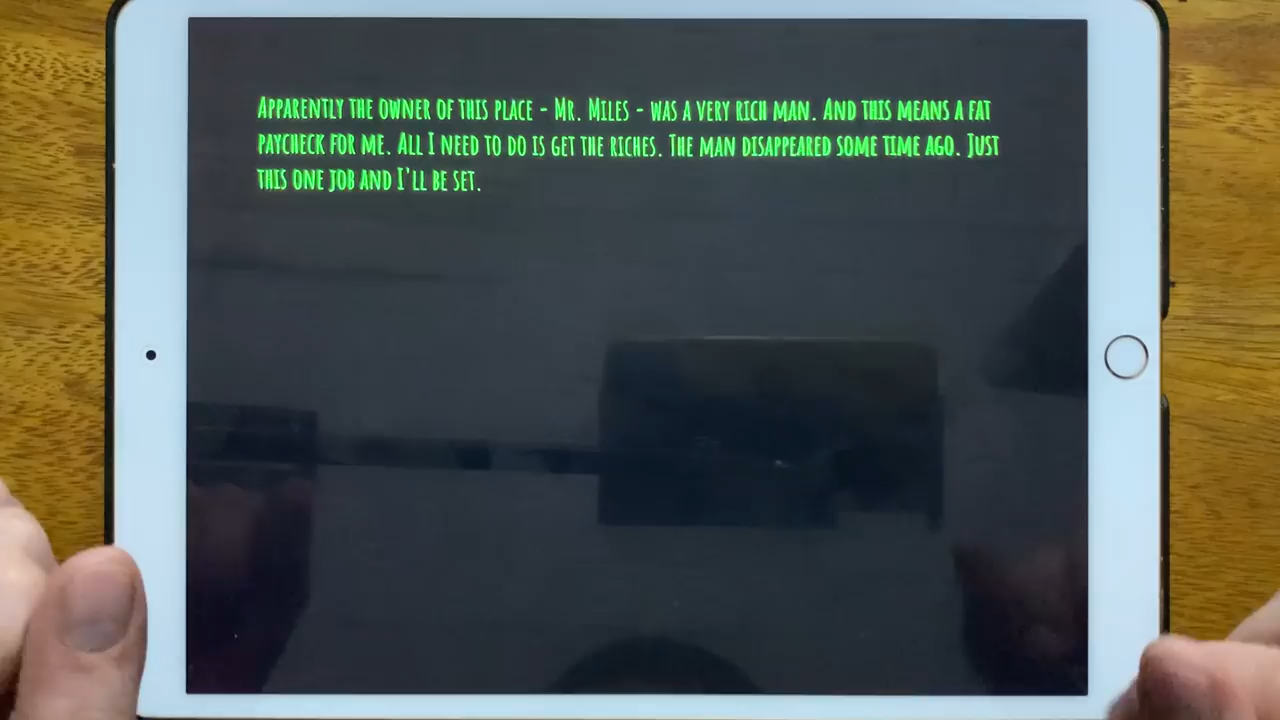 Apparently the owner of this place - Mr. Miles - was a very rich man. And this means a fat
paycheck for me. All I need to do is get the riches. The man disappeared some time ago. Just
this one job and I'll be set.